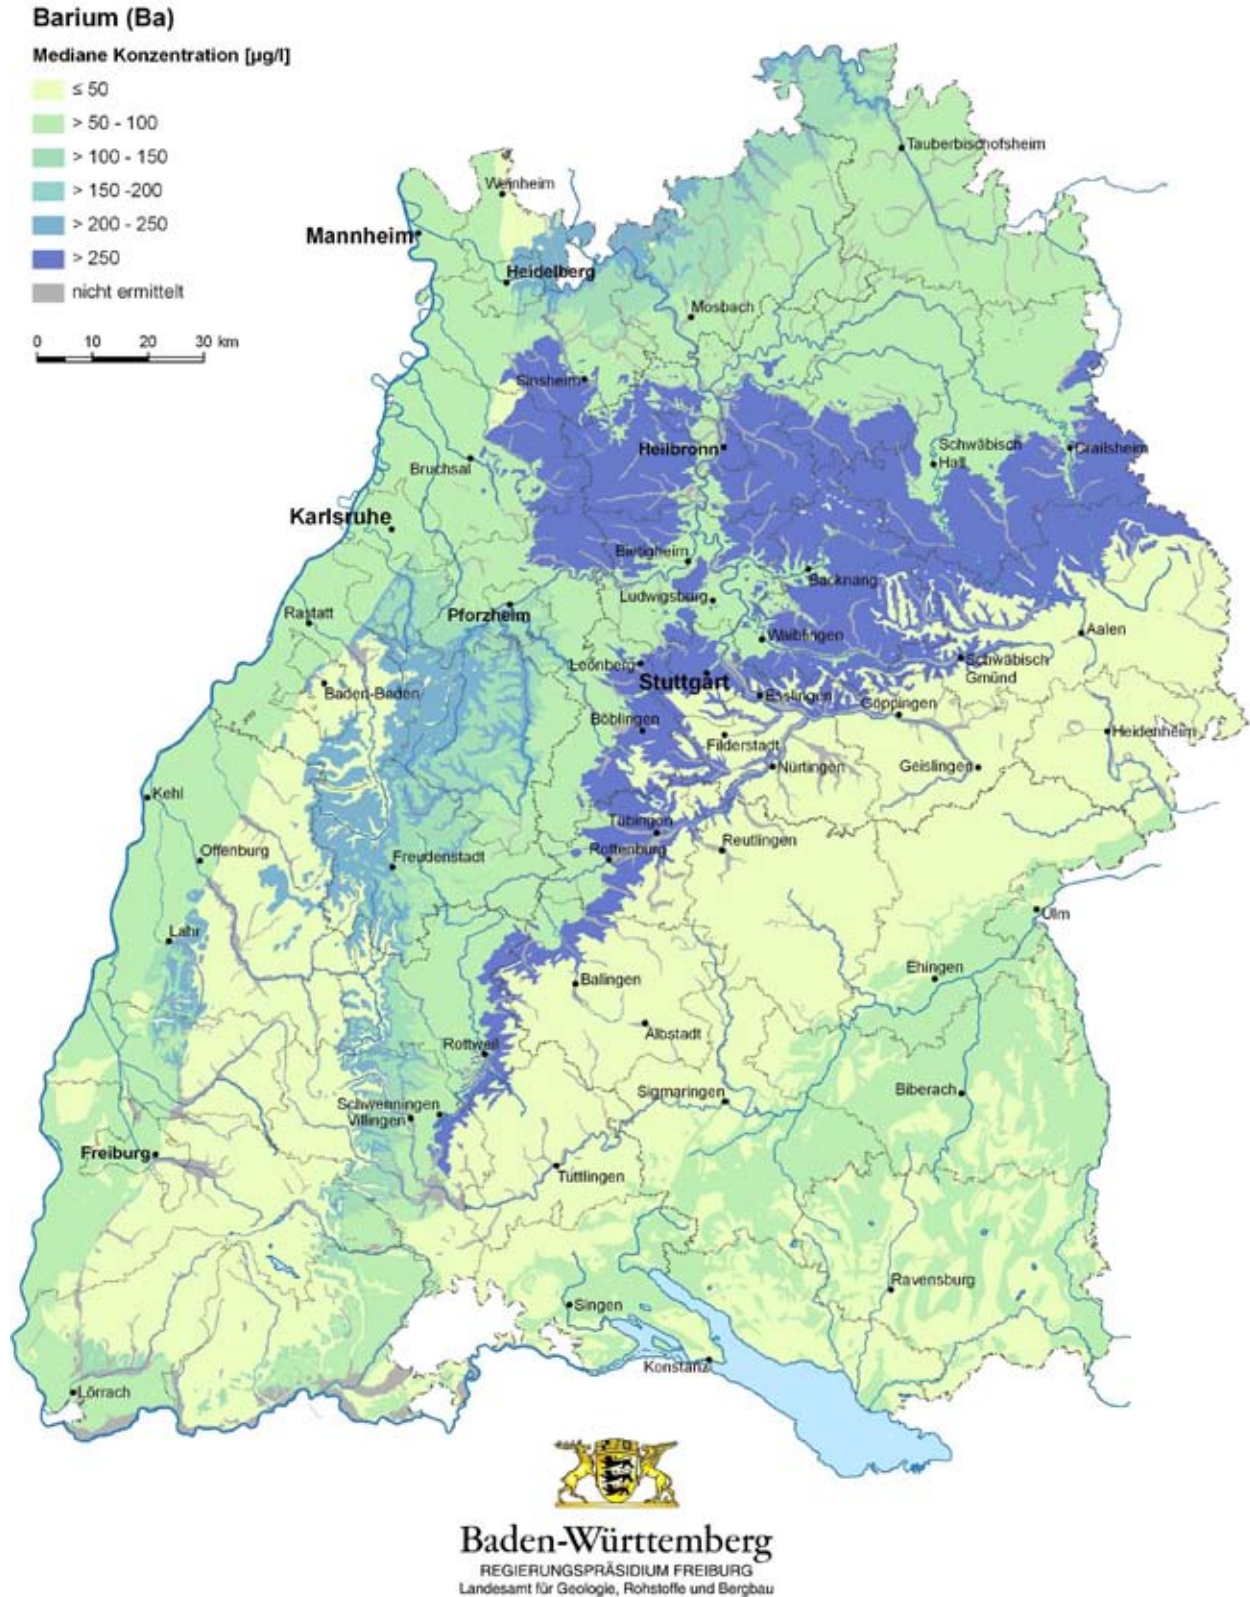 Barium (Ba)
Mediane Konzentration [µg/l]
≤ 50
> 50 - 100
> 100 - 150
> 150 -200
> 200 - 250
> 250
nicht ermittelt
0 10 20 30 km
Tauberbischofsheim
Weinheim
Mannheim
Heidelberg
Mosbach
Sinsheim
Heilbronn
Schwäbisch
Hall
Crailsheim
Bruchsal
Karlsruhe
Bietigheim
Backnang
Ludwigsburg
Rastatt
Pforzheim
Waiblingen
Aalen
Leonberg
Schwäbisch
Gmünd
Stuttgart
Baden-Baden
Esslingen
Göppingen
Böblingen
Filderstadt
Heidenheim
Nürtingen
Geislingen
Kehl
Tübingen
Reutlingen
Offenburg
Rottenburg
Freudenstadt
Ulm
Lahr
Ehingen
Balingen
Albstadt
Rottweil
Sigmaringen
Biberach
Schwenningen
Villingen
Freiburg
Tuttlingen
Ravensburg
Singen
Konstanz
Lörrach
Baden-Württemberg
REGIERUNGSPRÄSIDIUM FREIBURG
Landesamt für Geologie, Rohstoffe und Bergbau